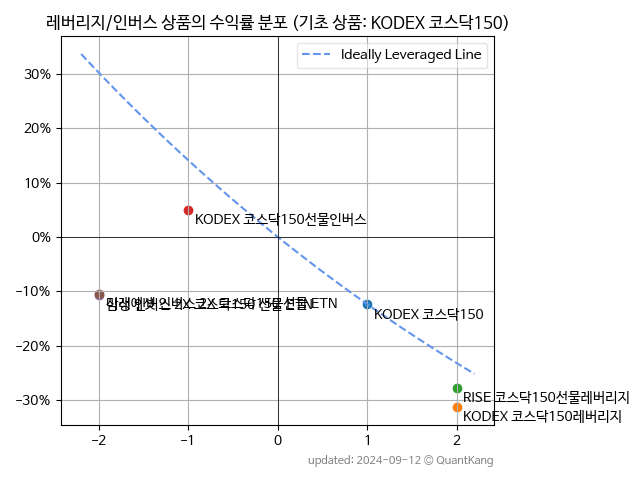 레버리지/인버스 상품의 수익률 분포 (기초 상품: KODEX 코스닥150)
Ideally Leveraged Line
30%
20%
10%
KODEX 코스닥150선물인버스
0%
−10%
ETN
KODEX 코스닥150
−20%
−30%
RISE 코스닥150선물레버리지
KODEX 코스닥150레버리지
−2 −1 0 1 2
updated: 2024-09-12 © QuantKang